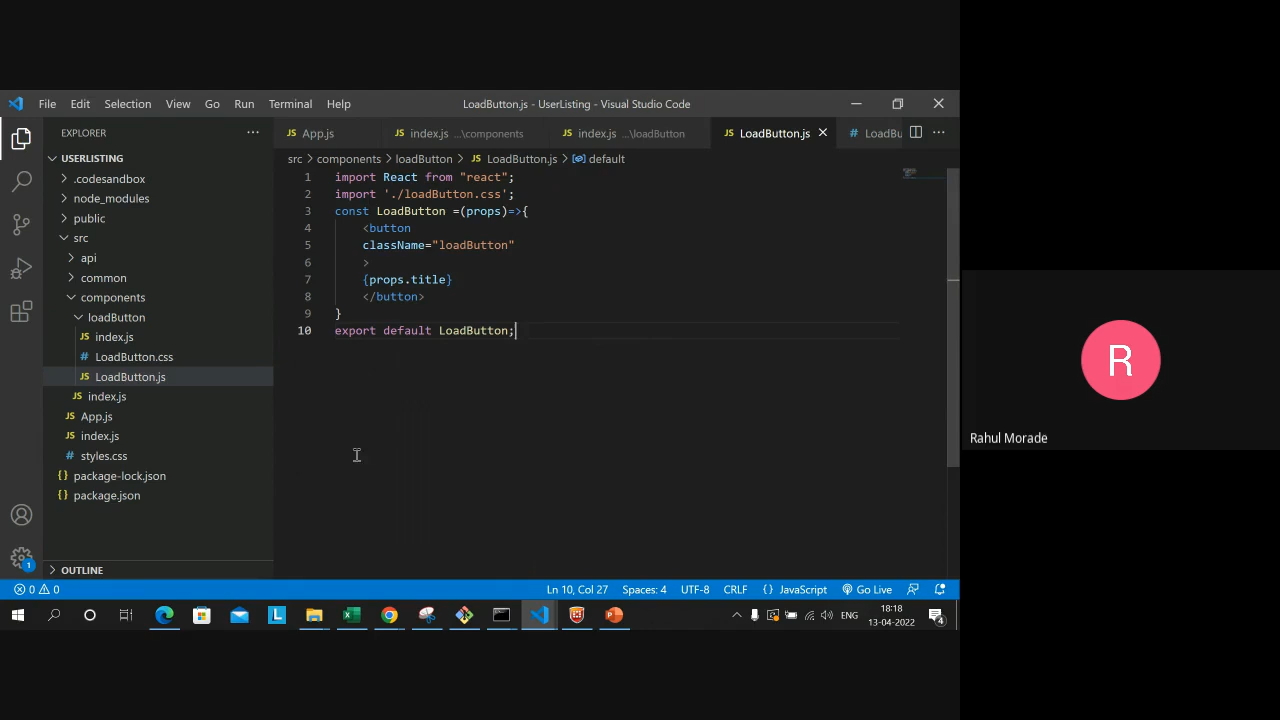 File Edit Selection View Go Run Terminal Help
LoadButton.js - UserListing - Visual Studio Code
EXPLORER
App.js
index.js ...\components
index.js ...\loadButton
LoadButton.js
LoadBu
USERLISTING
src > components > loadButton > JS LoadButton.js > default
.codesandbox
node_modules
public
src
api
common
components
loadButton
JS index.js
# LoadButton.css
JS LoadButton.js
JS index.js
JS App.js
JS index.js
# styles.css
{} package-lock.json
{} package.json
OUTLINE
1 import React from "react";
2 import './loadButton.css';
3 const LoadButton =(props)=>{
4 <button
5 className="loadButton"
6 >
7 {props.title}
8 </button>
9 }
10 export default LoadButton;
R
Rahul Morade
1
0 0
Ln 10, Col 27 Spaces: 4 UTF-8 CRLF {} JavaScript Go Live
L
ENG
18:18
13-04-2022
4